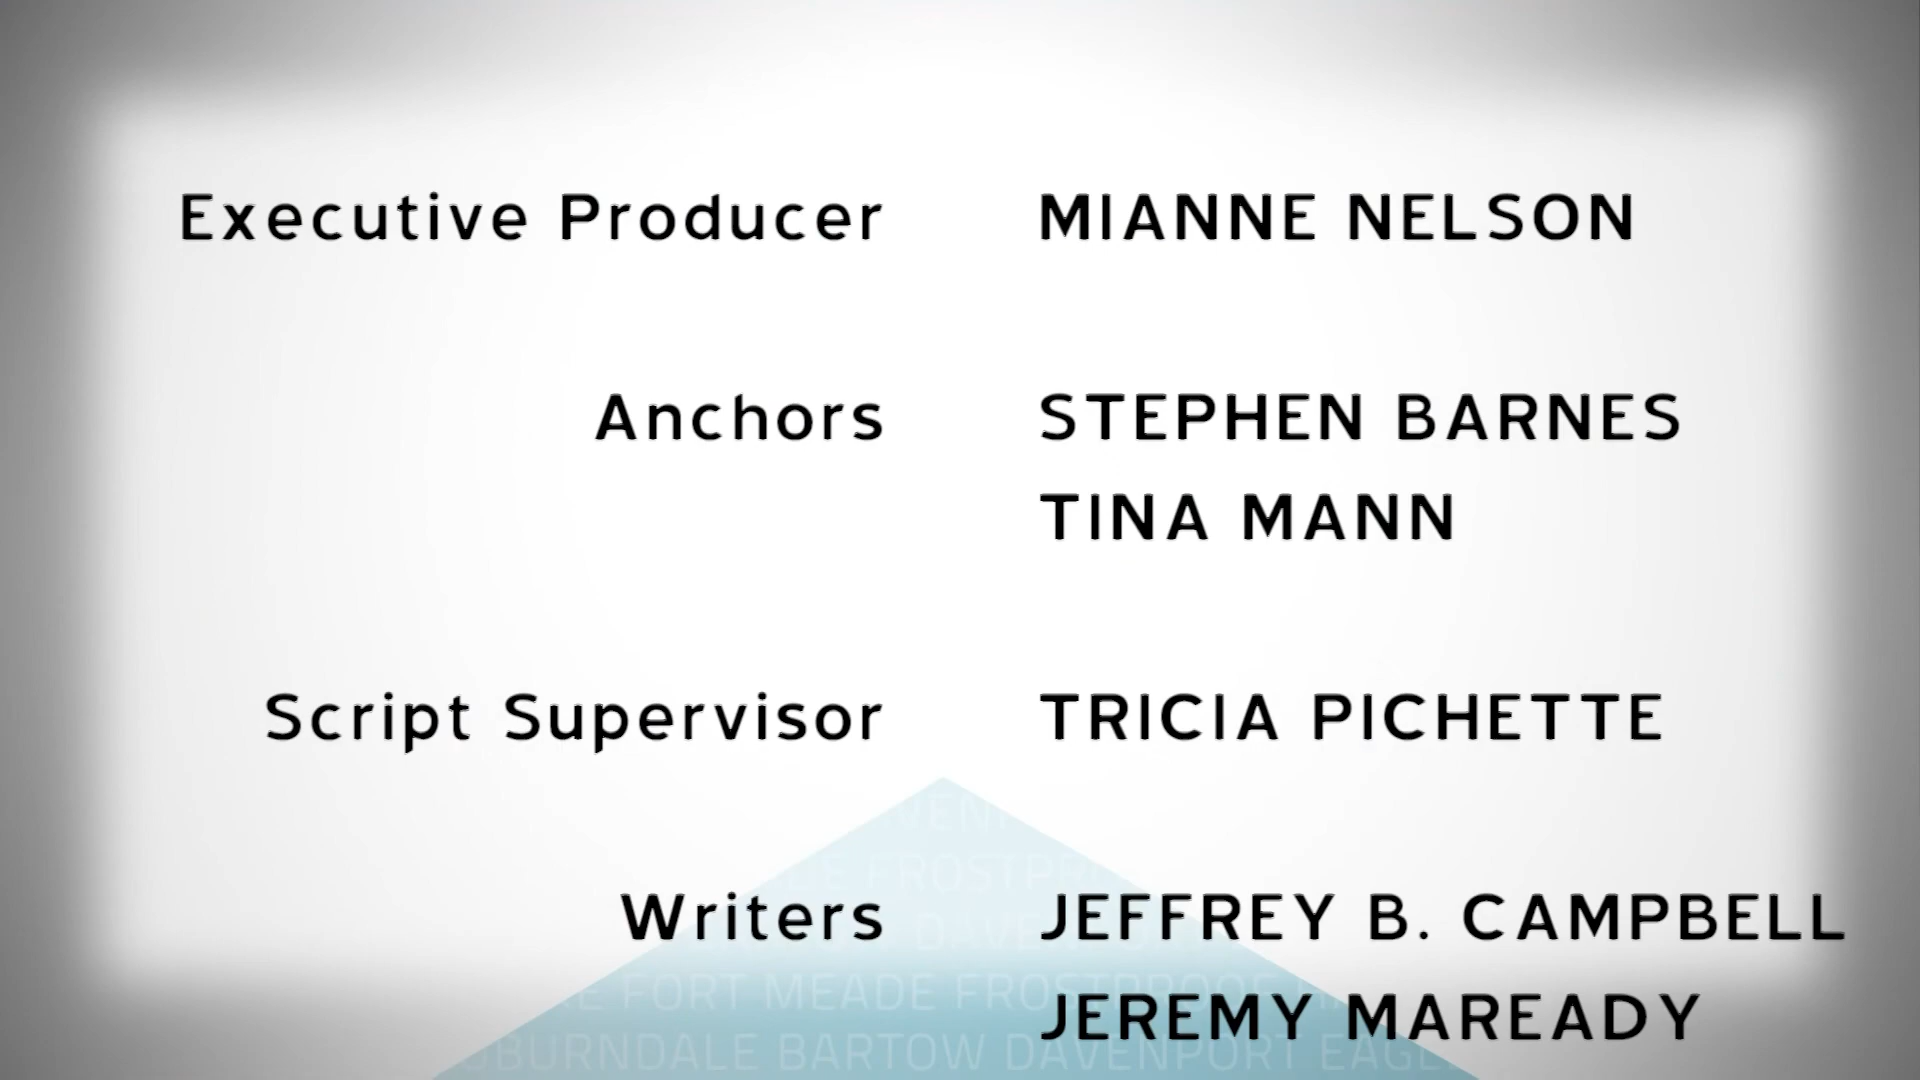 Executive Producer MIANNE NELSON
Anchors STEPHEN BARNES
TINA MANN
Script Supervisor TRICIA PICHETTE
Writers JEFFREY B. CAMPBELL
JEREMY MAREADY
FORT MEADE FROSTPROOF
BARTOW DAVENPORT